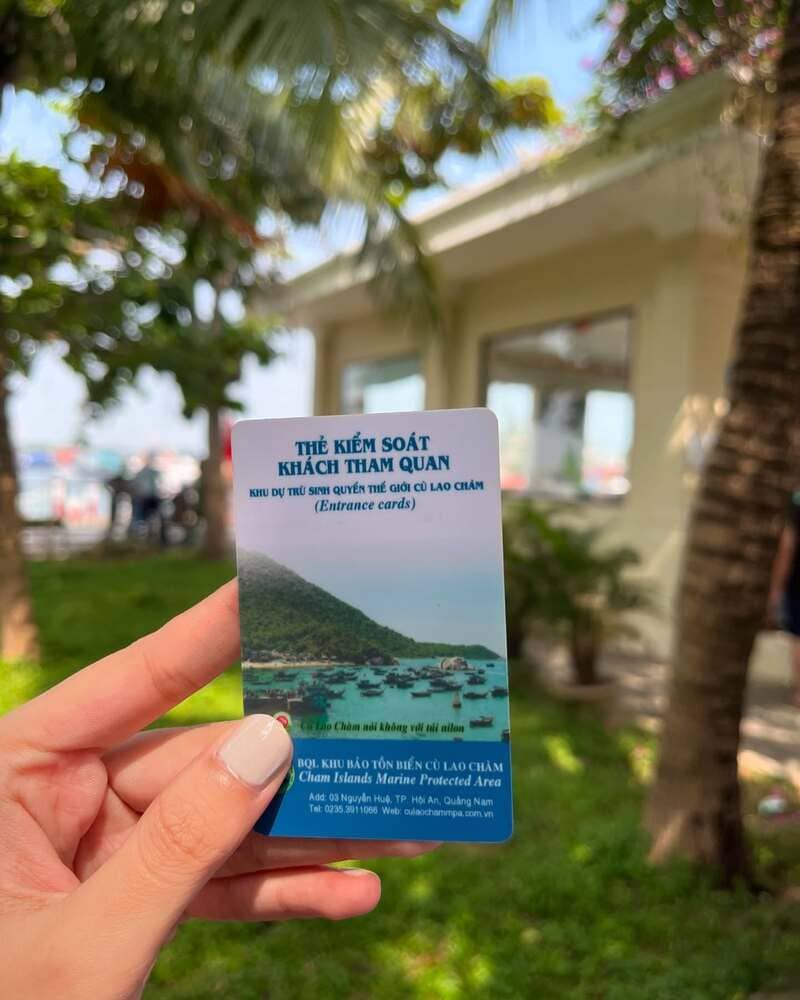 THẺ KIỂM SOÁT
KHÁCH THAM QUAN
KHU DỰ TRỮ SINH QUYỂN THẾ GIỚI CÙ LAO CHÀM
(Entrance cards)
Cù Lao Chàm nói không với túi nilon
BQL KHU BẢO TỒN BIỂN CÙ LAO CHÀM
Cham Islands Marine Protected Area
Add: 03 Nguyễn Huệ, TP. Hội An, Quảng Nam
Tel: 0235.3911066 Web: culaochammpa.com.vn